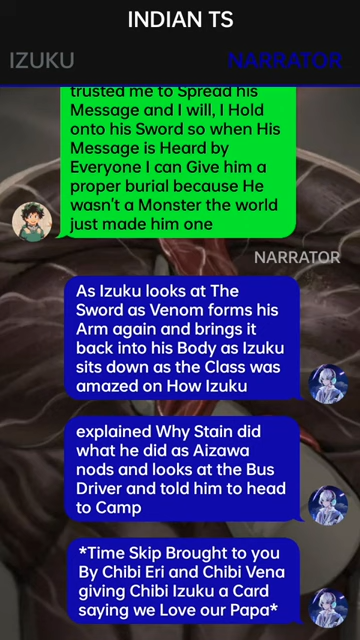 INDIAN TS
IZUKU NARRATOR
trusted me to Spread his
Message and I will, I Hold
onto his Sword so when His
Message is Heard by
Everyone I can Give him a
proper burial because He
wasn't a Monster the world
just made him one
NARRATOR
As Izuku looks at The
Sword as Venom forms his
Arm again and brings it
back into his Body as Izuku
sits down as the Class was
amazed on How Izuku
explained Why Stain did
what he did as Aizawa
nods and looks at the Bus
Driver and told him to head
to Camp
*Time Skip Brought to you
By Chibi Eri and Chibi Vena
giving Chibi Izuku a Card
saying we Love our Papa*